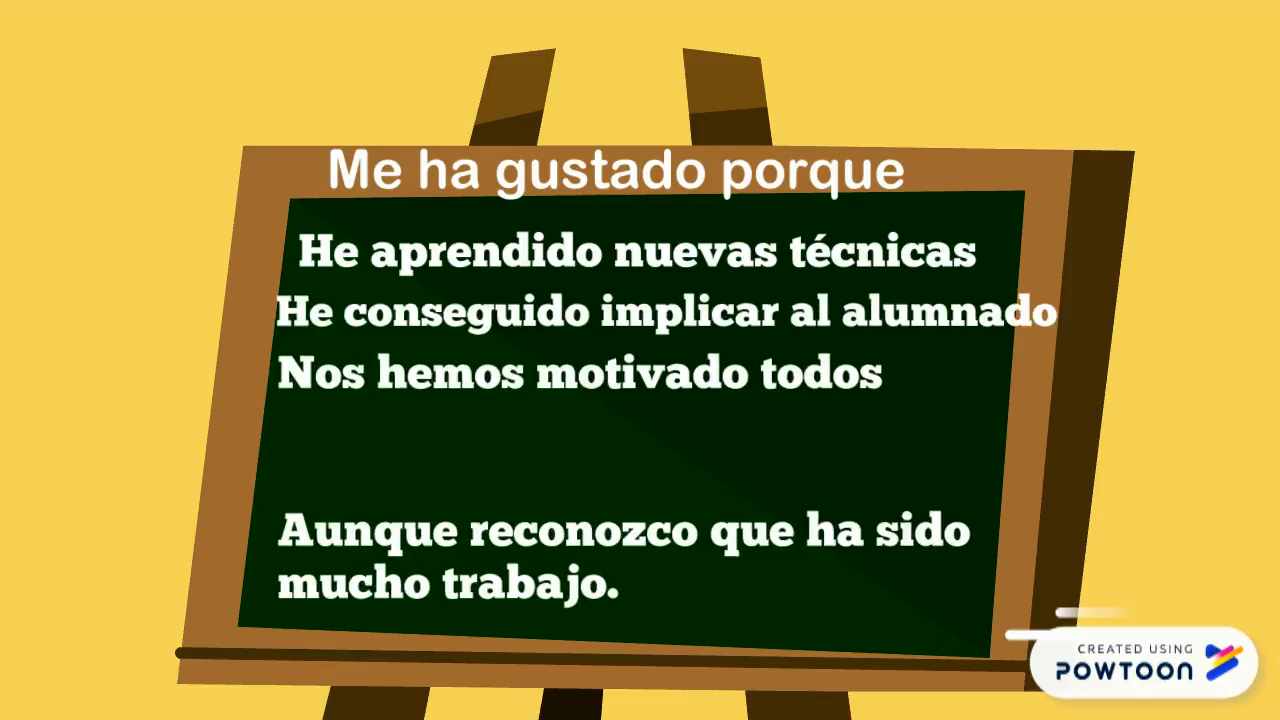 Me ha gustado porque
He aprendido nuevas técnicas
He conseguido implicar al alumnado
Nos hemos motivado todos
Aunque reconozco que ha sido
mucho trabajo.
CREATED USING
POWTOON